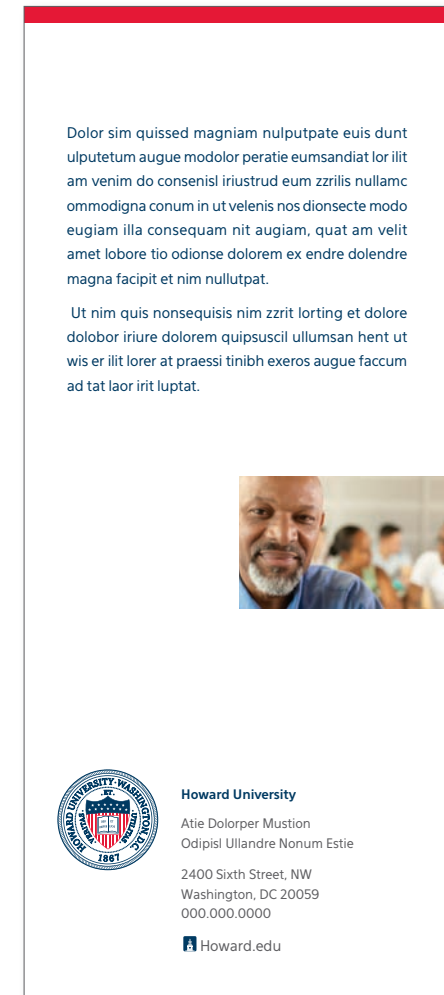 Dolor sim quissed magniam nulputpate euis dunt
ulputetum augue modolor peratie eumsandiat lor ilit
am venim do consenisl iriustrud eum zzrilis nullamc
ommodigna conum in ut velenis nos dionsecte modo
eugiam illa consequam nit augiam, quat am velit
amet lobore tio odionse dolorem ex endre dolendre
magna facipit et nim nullutpat.
Ut nim quis nonsequisis nim zzrit lorting et dolore
dolobor iriure dolorem quipsuscil ullumsan hent ut
wis er ilit lorer at praessi tinibh exeros augue faccum
ad tat laor irit luptat.
HOWARD UNIVERSITY · WASHINGTON, D.C.
ET
VERITAS
UTILITAS
1867
Howard University
Atie Dolorper Mustion
Odipisl Ullandre Nonum Estie
2400 Sixth Street, NW
Washington, DC 20059
000.000.0000
Howard.edu